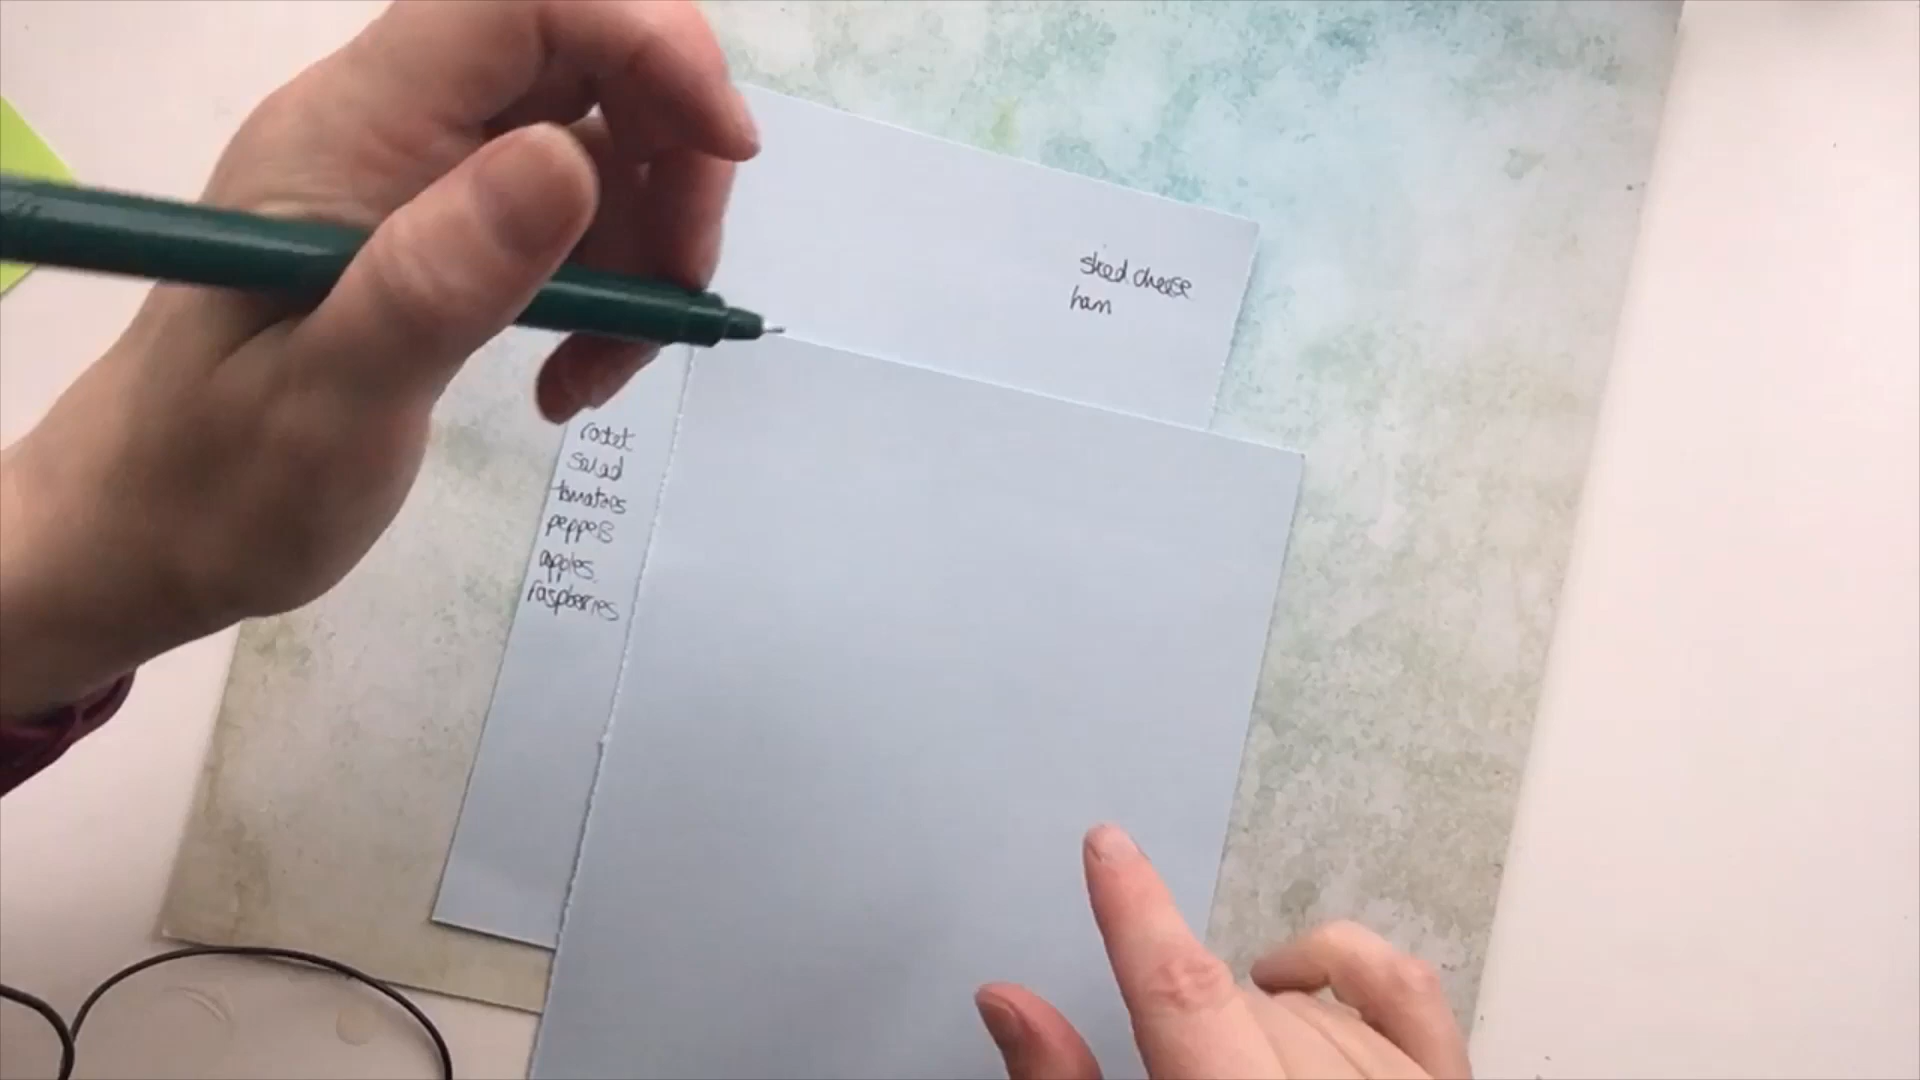 sliced cheese
ham
rocket
salad
tomatoes
peppers
apples
raspberries